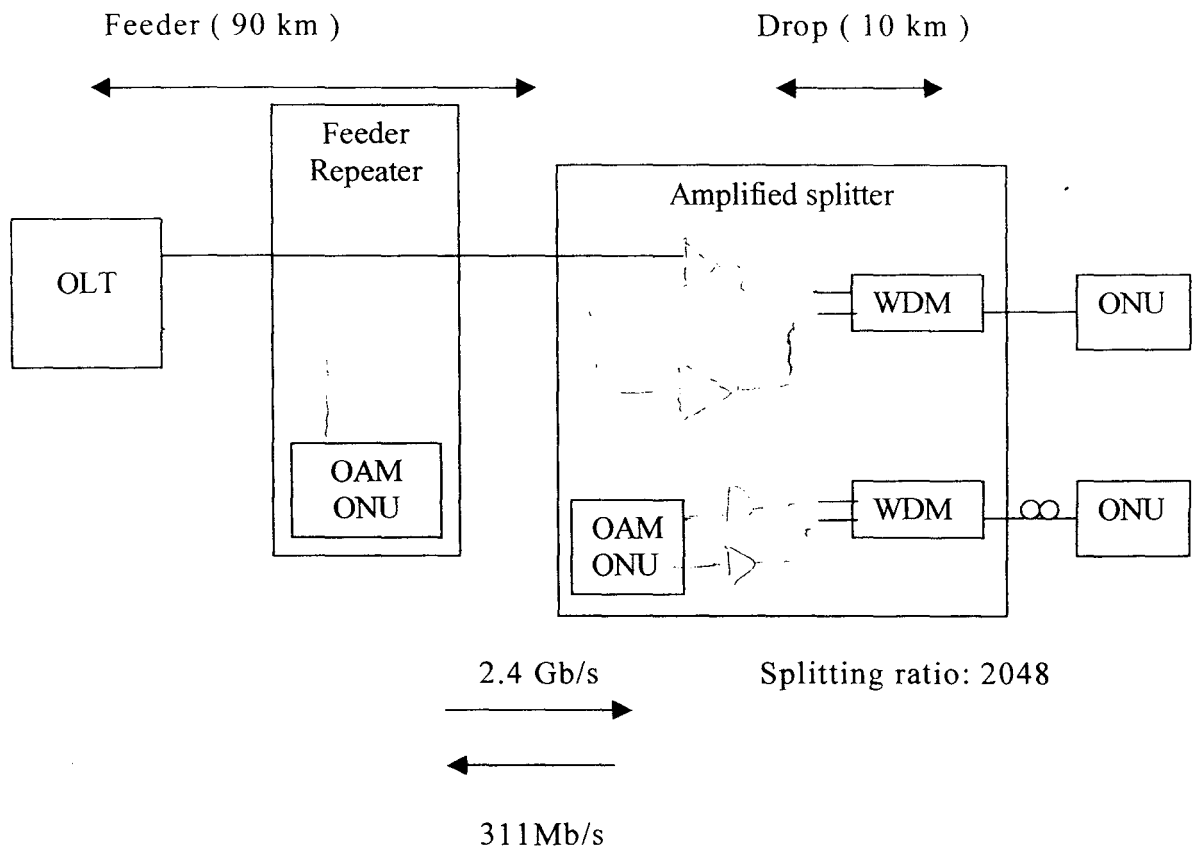 Feeder ( 90 km )
Drop ( 10 km )
Feeder
Repeater
Amplified splitter
OLT
WDM
ONU
OAM
ONU
OAM
ONU
WDM
ONU
2.4 Gb/s
Splitting ratio: 2048
311Mb/s